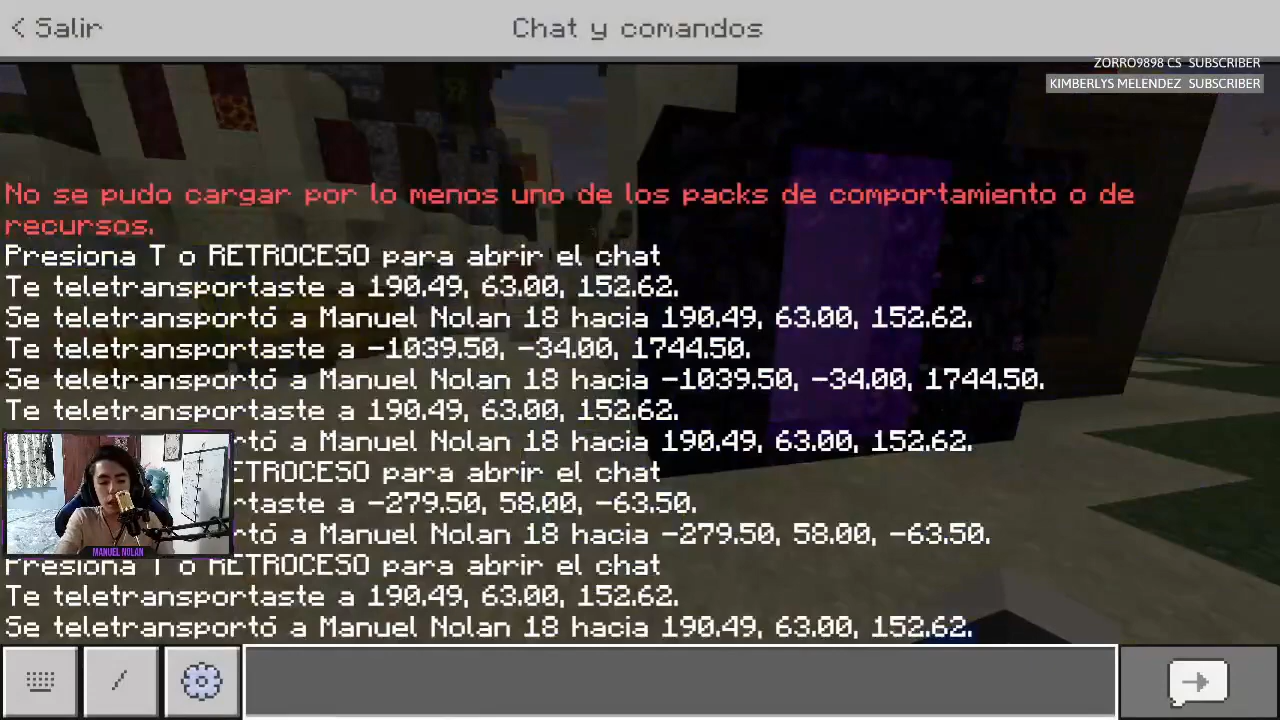 < Salir
Chat y comandos
ZORRO9898 CS SUBSCRIBER
KIMBERLYS MELENDEZ SUBSCRIBER
No se pudo cargar por lo menos uno de los packs de comportamiento o de
recursos.
Presiona T o RETROCESO para abrir el chat
Te teletransportaste a 190.49, 63.00, 152.62.
Se teletransportó a Manuel Nolan 18 hacia 190.49, 63.00, 152.62.
Te teletransportaste a -1039.50, -34.00, 1744.50.
Se teletransportó a Manuel Nolan 18 hacia -1039.50, -34.00, 1744.50.
Te teletransportaste a 190.49, 63.00, 152.62.
rtó a Manuel Nolan 18 hacia 190.49, 63.00, 152.62.
ETROCESO para abrir el chat
rtaste a -279.50, 58.00, -63.50.
rtó a Manuel Nolan 18 hacia -279.50, 58.00, -63.50.
MANUEL NOLAN
Presiona T o RETROCESO para abrir el chat
Te teletransportaste a 190.49, 63.00, 152.62.
Se teletransportó a Manuel Nolan 18 hacia 190.49, 63.00, 152.62.
/